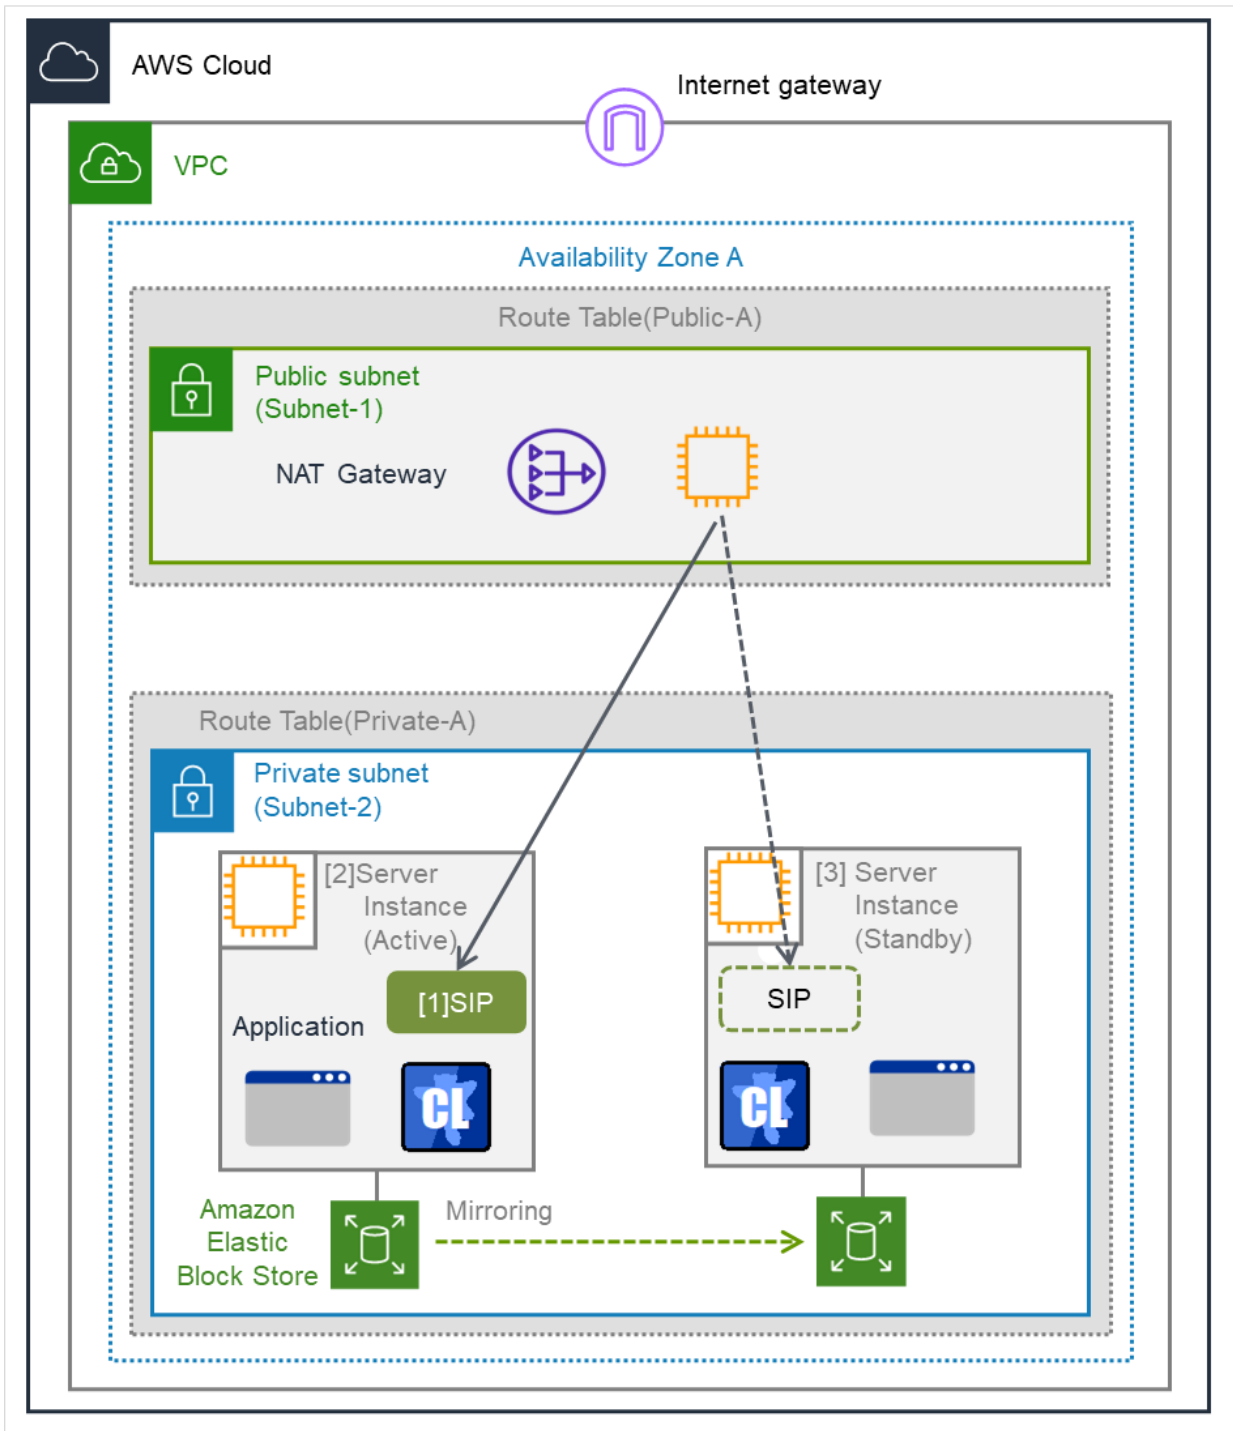 AWS Cloud
Internet gateway
VPC
Availability Zone A
Route Table(Public-A)
Public subnet
(Subnet-1)
NAT Gateway
Route Table(Private-A)
Private subnet
(Subnet-2)
[2]Server
Instance
(Active)
[1]SIP
Application
CL
[3] Server
Instance
(Standby)
SIP
CL
Amazon
Elastic
Block Store
Mirroring